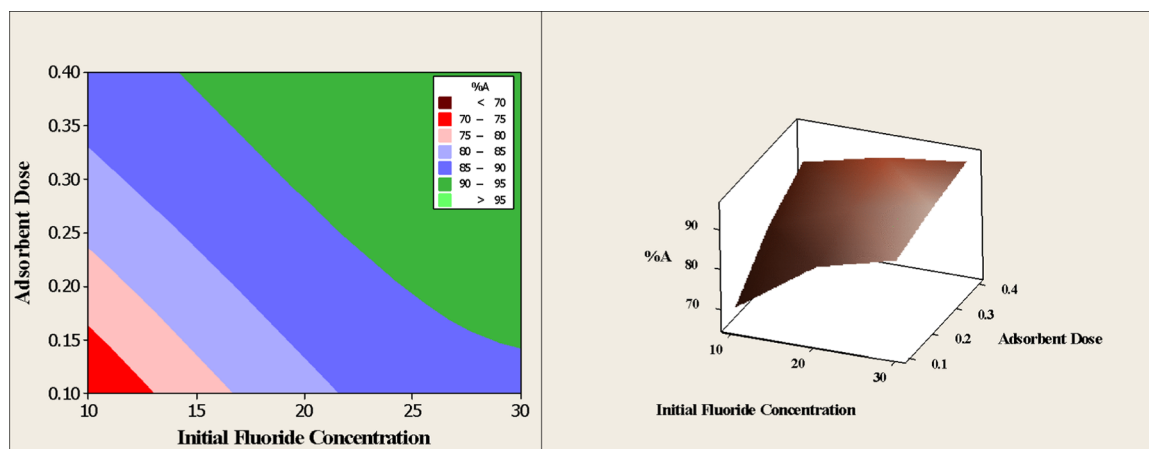 %A
< 70
70 – 75
75 – 80
80 – 85
85 – 90
90 – 95
> 95
0.40
0.35
0.30
0.25
0.20
0.15
0.10
Adsorbent Dose
10 15 20 25 30
Initial Fluoride Concentration
%A
90
80
70
10 20 30
0.4
0.3
0.2
0.1
Adsorbent Dose
Initial Fluoride Concentration